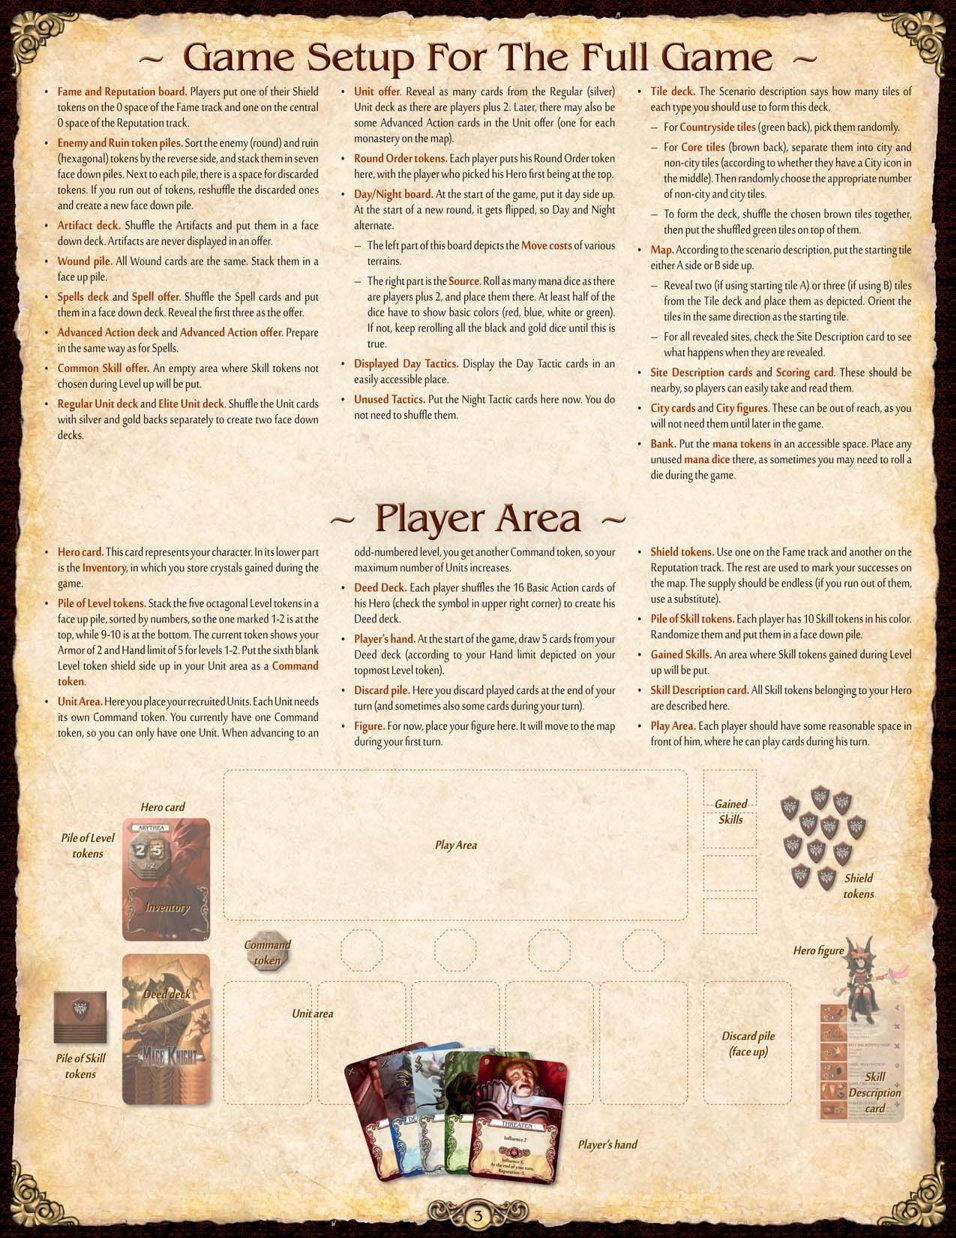 ~ Game Setup For The Full Game ~
• Fame and Reputation board. Players put one of their Shield
tokens on the 0 space of the Fame track and one on the central
0 space of the Reputation track.
• Enemy and Ruin token piles. Sort the enemy (round) and ruin
(hexagonal) tokens by the reverse side, and stack them in seven
face down piles. Next to each pile, there is a space for discarded
tokens. If you run out of tokens, reshuffle the discarded ones
and create a new face down pile.
• Artifact deck. Shuffle the Artifacts and put them in a face
down deck. Artifacts are never displayed in an offer.
• Wound pile. All Wound cards are the same. Stack them in a
face up pile.
• Spells deck and Spell offer. Shuffle the Spell cards and put
them in a face down deck. Reveal the first three as the offer.
• Advanced Action deck and Advanced Action offer. Prepare
in the same way as for Spells.
• Common Skill offer. An empty area where Skill tokens not
chosen during Level up will be put.
• Regular Unit deck and Elite Unit deck. Shuffle the Unit cards
with silver and gold backs separately to create two face down
decks.
• Unit offer. Reveal as many cards from the Regular (silver)
Unit deck as there are players plus 2. Later, there may also be
some Advanced Action cards in the Unit offer (one for each
monastery on the map).
• Round Order tokens. Each player puts his Round Order token
here, with the player who picked his Hero first being at the top.
• Day/Night board. At the start of the game, put it day side up.
At the start of a new round, it gets flipped, so Day and Night
alternate.
– The left part of this board depicts the Move costs of various
terrains.
– The right part is the Source. Roll as many mana dice as there
are players plus 2, and place them there. At least half of the
dice have to show basic colors (red, blue, white or green).
If not, keep rerolling all the black and gold dice until this is
true.
• Displayed Day Tactics. Display the Day Tactic cards in an
easily accessible place.
• Unused Tactics. Put the Night Tactic cards here now. You do
not need to shuffle them.
• Tile deck. The Scenario description says how many tiles of
each type you should use to form this deck.
– For Countryside tiles (green back), pick them randomly.
– For Core tiles (brown back), separate them into city and
non-city tiles (according to whether they have a City icon in
the middle). Then randomly choose the appropriate number
of non-city and city tiles.
– To form the deck, shuffle the chosen brown tiles together,
then put the shuffled green tiles on top of them.
• Map. According to the scenario description, put the starting tile
either A side or B side up.
– Reveal two (if using starting tile A) or three (if using B) tiles
from the Tile deck and place them as depicted. Orient the
tiles in the same direction as the starting tile.
– For all revealed sites, check the Site Description card to see
what happens when they are revealed.
• Site Description cards and Scoring card. These should be
nearby, so players can easily take and read them.
• City cards and City figures. These can be out of reach, as you
will not need them until later in the game.
• Bank. Put the mana tokens in an accessible space. Place any
unused mana dice there, as sometimes you may need to roll a
die during the game.
~ Player Area ~
• Hero card. This card represents your character. In its lower part
is the Inventory, in which you store crystals gained during the
game.
• Pile of Level tokens. Stack the five octagonal Level tokens in a
face up pile, sorted by numbers, so the one marked 1-2 is at the
top, while 9-10 is at the bottom. The current token shows your
Armor of 2 and Hand limit of 5 for levels 1-2. Put the sixth blank
Level token shield side up in your Unit area as a Command
token.
• Unit Area. Here you place your recruited Units. Each Unit needs
its own Command token. You currently have one Command
token, so you can only have one Unit. When advancing to an
odd-numbered level, you get another Command token, so your
maximum number of Units increases.
• Deed Deck. Each player shuffles the 16 Basic Action cards of
his Hero (check the symbol in upper right corner) to create his
Deed deck.
• Player's hand. At the start of the game, draw 5 cards from your
Deed deck (according to your Hand limit depicted on your
topmost Level token).
• Discard pile. Here you discard played cards at the end of your
turn (and sometimes also some cards during your turn).
• Figure. For now, place your figure here. It will move to the map
during your first turn.
• Shield tokens. Use one on the Fame track and another on the
Reputation track. The rest are used to mark your successes on
the map. The supply should be endless (if you run out of them,
use a substitute).
• Pile of Skill tokens. Each player has 10 Skill tokens in his color.
Randomize them and put them in a face down pile.
• Gained Skills. An area where Skill tokens gained during Level
up will be put.
• Skill Description card. All Skill tokens belonging to your Hero
are described here.
• Play Area. Each player should have some reasonable space in
front of him, where he can play cards during his turn.
Hero card
Pile of Level
tokens
ARYTHEA
2 5
1-2
Inventory
Play Area
Gained
Skills
Shield
tokens
Command
token
Hero figure
Deed deck
MAGE KNIGHT
Pile of Skill
tokens
Unit area
Discard pile
(face up)
Skill
Description
card
THREATEN
Influence 2
Influence 5.
At the end of your turn,
Reputation -1.
Player's hand
3